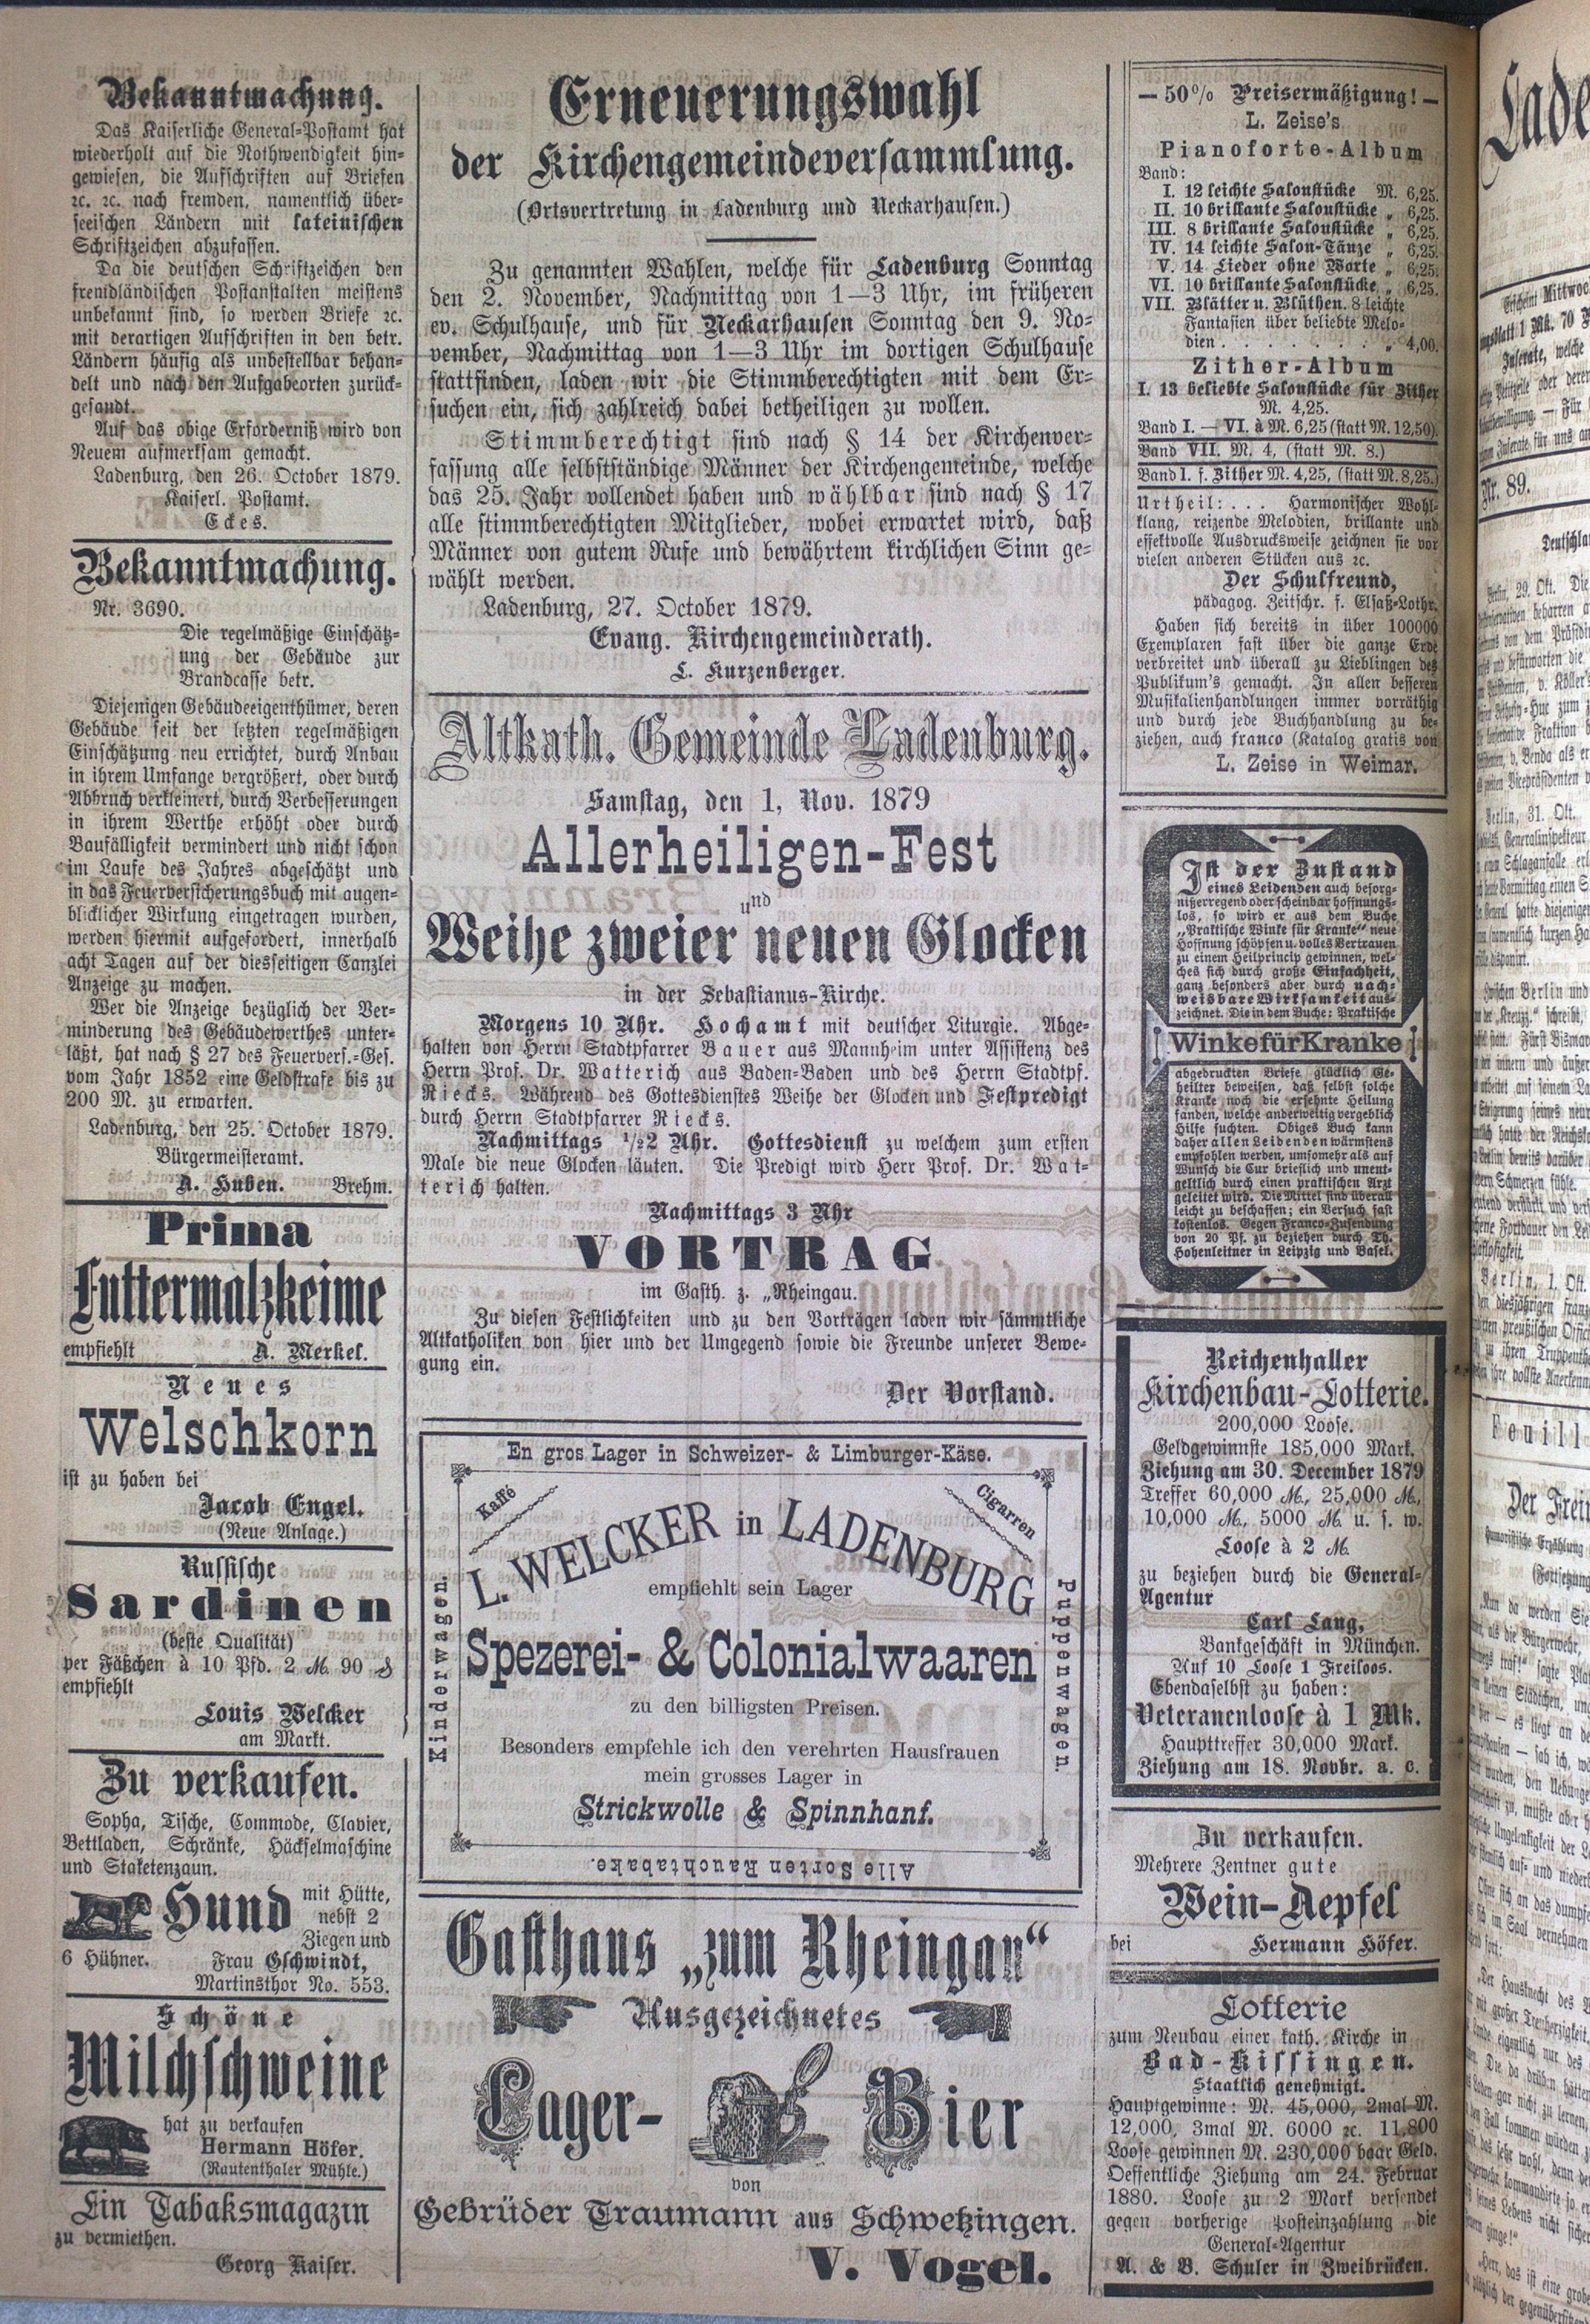 Bekanntmachung.
Das Kaiserliche General-Postamt hat
wiederholt auf die Nothwendigkeit hin-
gewiesen, die Aufschriften auf Briefen
ꝛc. ꝛc. nach fremden, namentlich über-
seeischen Ländern mit lateinischen
Schriftzeichen abzufassen.
Da die deutschen Schriftzeichen den
fremdländischen Postanstalten meistens
unbekannt sind, so werden Briefe ꝛc.
mit derartigen Aufschriften in den betr.
Ländern häufig als unbestellbar behan-
delt und nach den Aufgabeorten zurück-
gesandt.
Auf das obige Erforderniß wird von
Neuem aufmerksam gemacht.
Ladenburg, den 26. October 1879.
Kaiserl. Postamt.
Eckes.
Bekanntmachung.
Nr. 3690.
Die regelmäßige Einschätz-
ung der Gebäude zur
Brandcasse betr.
Diejenigen Gebäudeeigenthümer, deren
Gebäude seit der letzten regelmäßigen
Einschätzung neu errichtet, durch Anbau
in ihrem Umfange vergrößert, oder durch
Abbruch verkleinert, durch Verbesserungen
in ihrem Werthe erhöht oder durch
Baufälligkeit vermindert und nicht schon
im Laufe des Jahres abgeschätzt und
in das Feuerversicherungsbuch mit augen-
blicklicher Wirkung eingetragen wurden,
werden hiermit aufgefordert, innerhalb
acht Tagen auf der diesseitigen Canzlei
Anzeige zu machen.
Wer die Anzeige bezüglich der Ver-
minderung des Gebäudewerthes unter-
läßt, hat nach § 27 des Feuervers.-Ges.
vom Jahr 1852 eine Geldstrafe bis zu
200 M. zu erwarten.
Ladenburg, den 25. October 1879.
Bürgermeisteramt.
A. Huben. Brehm.
Prima
Futtermalzkeime
empfiehlt A. Merkel.
Neues
Welschkorn
ist zu haben bei
Jacob Engel.
(Neue Anlage.)
Russische
Sardinen
(beste Qualität)
per Fäßchen à 10 Pfd. 2 M. 90 ₰
empfiehlt
Louis Welcker
am Markt.
Zu verkaufen.
Sopha, Tische, Commode, Clavier,
Bettladen, Schränke, Häckselmaschine
und Staketenzaun.
Hund mit Hütte,
nebst 2
Ziegen und
6 Hühner. Frau Gschwindt,
Martinsthor No. 553.
Schöne
Milchschweine
hat zu verkaufen
Hermann Höfer.
(Rautenthaler Mühle.)
Ein Tabaksmagazin
zu vermiethen.
Georg Kaiser.
Erneuerungswahl
der Kirchengemeindeversammlung.
(Ortsvertretung in Ladenburg und Neckarhausen.)
Zu genannten Wahlen, welche für Ladenburg Sonntag
den 2. November, Nachmittag von 1—3 Uhr, im früheren
ev. Schulhause, und für Neckarhausen Sonntag den 9. No-
vember, Nachmittag von 1—3 Uhr im dortigen Schulhause
stattfinden, laden wir die Stimmberechtigten mit dem Er-
suchen ein, sich zahlreich dabei betheiligen zu wollen.
Stimmberechtigt sind nach § 14 der Kirchenver-
fassung alle selbstständige Männer der Kirchengemeinde, welche
das 25. Jahr vollendet haben und wählbar sind nach § 17
alle stimmberechtigten Mitglieder, wobei erwartet wird, daß
Männer von gutem Rufe und bewährtem kirchlichen Sinn ge-
wählt werden.
Ladenburg, 27. October 1879.
Evang. Kirchengemeinderath.
L. Kurzenberger.
Altkath. Gemeinde Ladenburg.
Samstag, den 1, Nov. 1879
Allerheiligen-Fest
und
Weihe zweier neuen Glocken
in der Sebastianus-Kirche.
Morgens 10 Uhr. Hochamt mit deutscher Liturgie. Abge-
halten von Herrn Stadtpfarrer Bauer aus Mannheim unter Assistenz des
Herrn Prof. Dr. Watterich aus Baden-Baden und des Herrn Stadtpf.
Riecks. Während des Gottesdienstes Weihe der Glocken und Festpredigt
durch Herrn Stadtpfarrer Riecks.
Nachmittags ½2 Uhr. Gottesdienst zu welchem zum ersten
Male die neue Glocken läuten. Die Predigt wird Herr Prof. Dr. Wat-
terich halten.
Nachmittags 3 Uhr
VORTRAG
im Gasth. z. „Rheingau.
Zu diesen Festlichkeiten und zu den Vorträgen laden wir sämmtliche
Altkatholiken von hier und der Umgegend sowie die Freunde unserer Bewe-
gung ein.
Der Vorstand.
En gros Lager in Schweizer- & Limburger-Käse.
Kaffé
Cigarren
L. WELCKER in LADENBURG
Kinderwagen.
Puppenwagen.
empfiehlt sein Lager
Spezerei- & Colonialwaaren
zu den billigsten Preisen.
Besonders empfehle ich den verehrten Hausfrauen
mein grosses Lager in
Strickwolle & Spinnhanf.
Alle Sorten Rauchtabake.
Gasthaus „zum Rheingau“
Ausgezeichnetes
Lager- Bier
von
Gebrüder Traumann aus Schwetzingen.
V. Vogel.
— 50% Preisermäßigung! —
L. Zeise's
Pianoforte-Album
Band:
I. 12 leichte Salonstücke M. 6,25.
II. 10 brillante Salonstücke „ 6,25.
III. 8 brillante Salonstücke „ 6,25.
IV. 14 leichte Salon-Tänze „ 6,25.
V. 14 Lieder ohne Worte „ 6,25.
VI. 10 brillante Salonstücke „ 6,25.
VII. Blätter u. Blüthen. 8 leichte
Fantasien über beliebte Melo-
dien . . . . . . . . „ 4,00.
Zither-Album
I. 13 beliebte Salonstücke für Zither
M. 4,25.
Band I. — VI. à M. 6,25 (statt M. 12,50).
Band VII. M. 4, (statt M. 8.)
Band I. f. Zither M. 4,25, (statt M. 8,25.)
Urtheil: . . . Harmonischer Wohl-
klang, reizende Melodien, brillante und
effektvolle Ausdrucksweise zeichnen sie vor
vielen anderen Stücken aus ꝛc.
Der Schulfreund,
pädagog. Zeitschr. f. Elsaß-Lothr.
Haben sich bereits in über 100000
Exemplaren fast über die ganze Erde
verbreitet und überall zu Lieblingen des
Publikum's gemacht. In allen besseren
Musikalienhandlungen immer vorräthig
und durch jede Buchhandlung zu be-
ziehen, auch franco (Katalog gratis von
L. Zeise in Weimar.
Ist der Zustand
eines Leidenden auch besorg-
nißerregend oder scheinbar hoffnungs-
los, so wird er aus dem Buche
„Praktische Winke für Kranke“ neue
Hoffnung schöpfen u. volles Vertrauen
zu einem Heilprincip gewinnen, wel-
ches sich durch große Einfachheit,
ganz besonders aber durch nach-
weisbare Wirksamkeit aus-
zeichnet. Die in dem Buche: Praktische
Winke für Kranke
abgedruckten Briefe glücklich Ge-
heilter beweisen, daß selbst solche
Kranke noch die ersehnte Heilung
fanden, welche anderweitig vergeblich
Hilfe suchten. Obiges Buch kann
daher allen Leidenden wärmstens
empfohlen werden, umsomehr als auf
Wunsch die Cur brieflich und unent-
geltlich durch einen praktischen Arzt
geleitet wird. Die Mittel sind überall
leicht zu beschaffen; ein Versuch fast
kostenlos. Gegen Franco-Zusendung
von 20 Pf. zu beziehen durch Th.
Hohenleitner in Leipzig und Basel.
Reichenhaller
Kirchenbau-Lotterie.
200,000 Loose.
Geldgewinnste 185,000 Mark.
Ziehung am 30. December 1879
Treffer 60,000 M., 25,000 M.,
10,000 M., 5000 M. u. s. w.
Loose à 2 M.
zu beziehen durch die General-
Agentur
Carl Lang,
Bankgeschäft in München.
Auf 10 Loose 1 Freiloos.
Ebendaselbst zu haben:
Veteranenloose à 1 Mk.
Haupttreffer 30,000 Mark.
Ziehung am 18. Novbr. a. c.
Zu verkaufen.
Mehrere Zentner gute
Wein-Aepfel
bei Hermann Höfer.
Lotterie
zum Neubau einer kath. Kirche in
Bad-Kissingen.
Staatlich genehmigt.
Hauptgewinne: M. 45,000, 2mal M.
12,000, 3mal M. 6000 ꝛc. 11,800
Loose gewinnen M. 230,000 baar Geld.
Oeffentliche Ziehung am 24. Februar
1880. Loose zu 2 Mark versendet
gegen vorherige Posteinzahlung die
General-Agentur
A. & B. Schuler in Zweibrücken.
Lade
Erscheint Mittwoc
Inserate, welche
Nr. 89.
Deutschla
Berlin, 29. Okt. Die
Berlin, 31. Okt.
Zwischen Berlin und
Berlin, 1. Okt.
Feuill
Der Frei
Humoristische Erzählung
(Fortsetzung